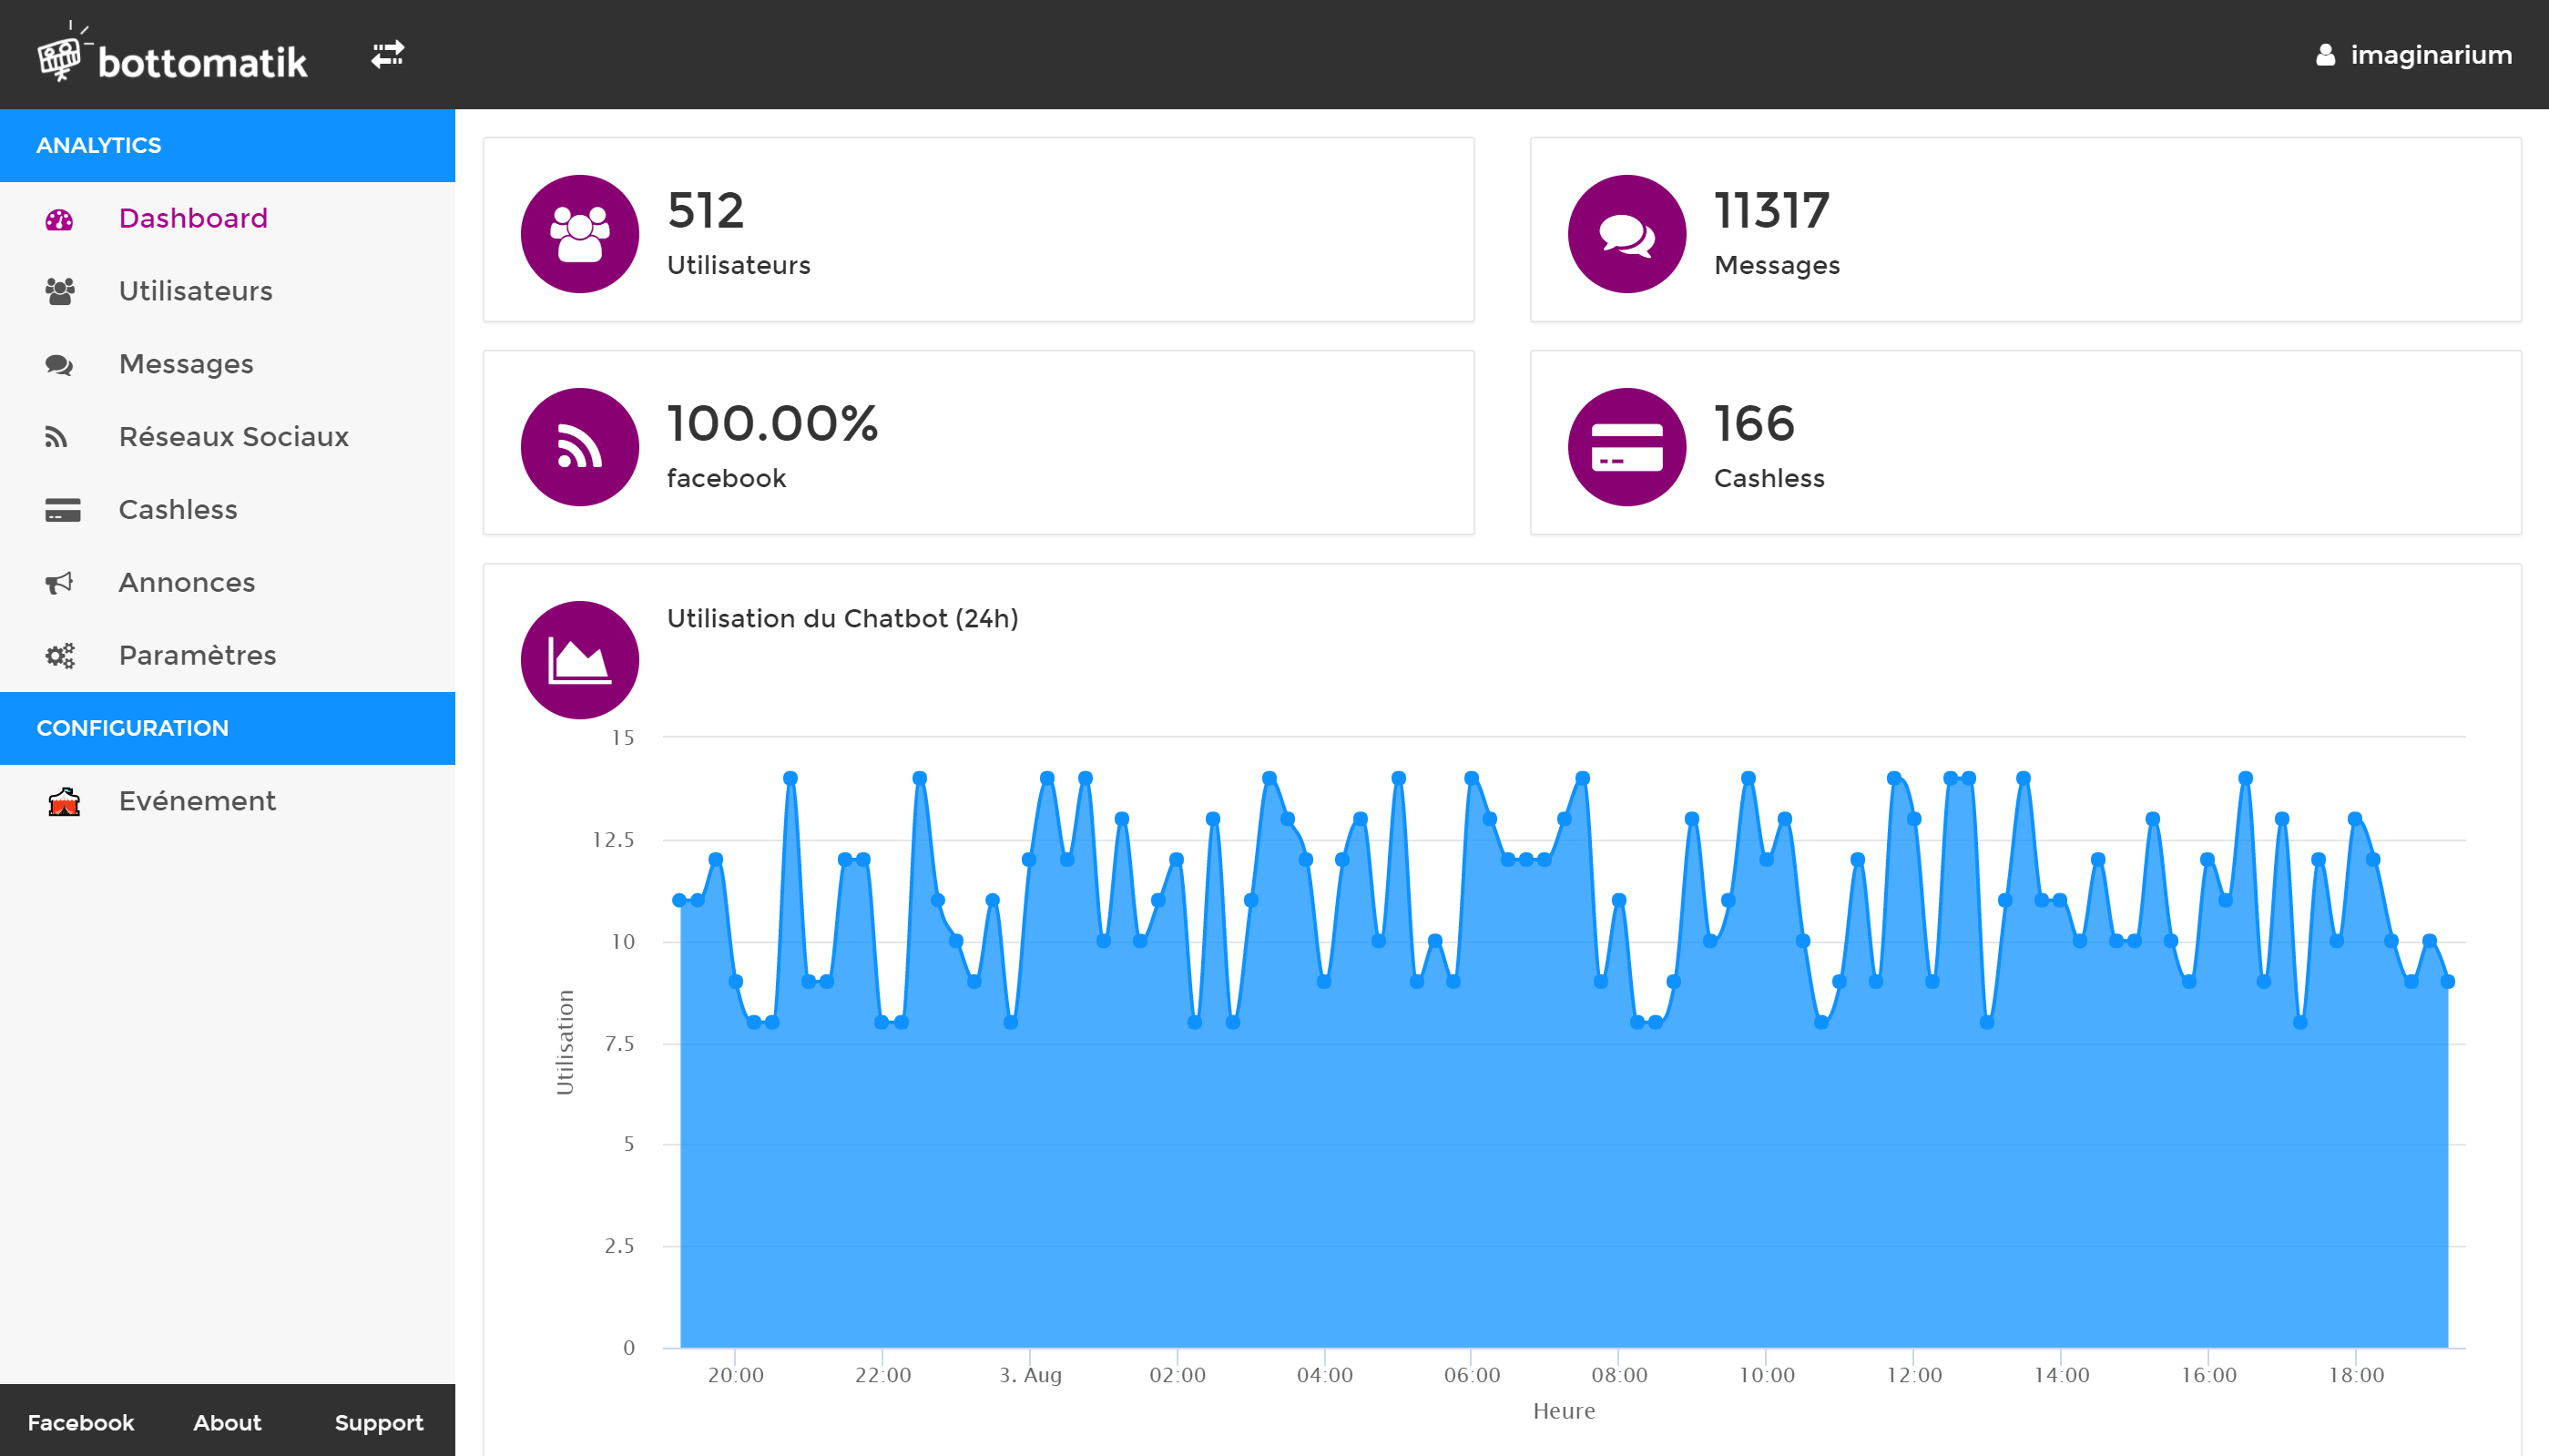 bottomatik
imaginarium
ANALYTICS
Dashboard
Utilisateurs
Messages
Réseaux Sociaux
Cashless
Annonces
Paramètres
CONFIGURATION
Evénement
Facebook About Support
512
Utilisateurs
11317
Messages
100.00%
facebook
166
Cashless
Utilisation du Chatbot (24h)
15
12.5
10
7.5
5
2.5
0
Utilisation
20:00 22:00 3. Aug 02:00 04:00 06:00 08:00 10:00 12:00 14:00 16:00 18:00
Heure